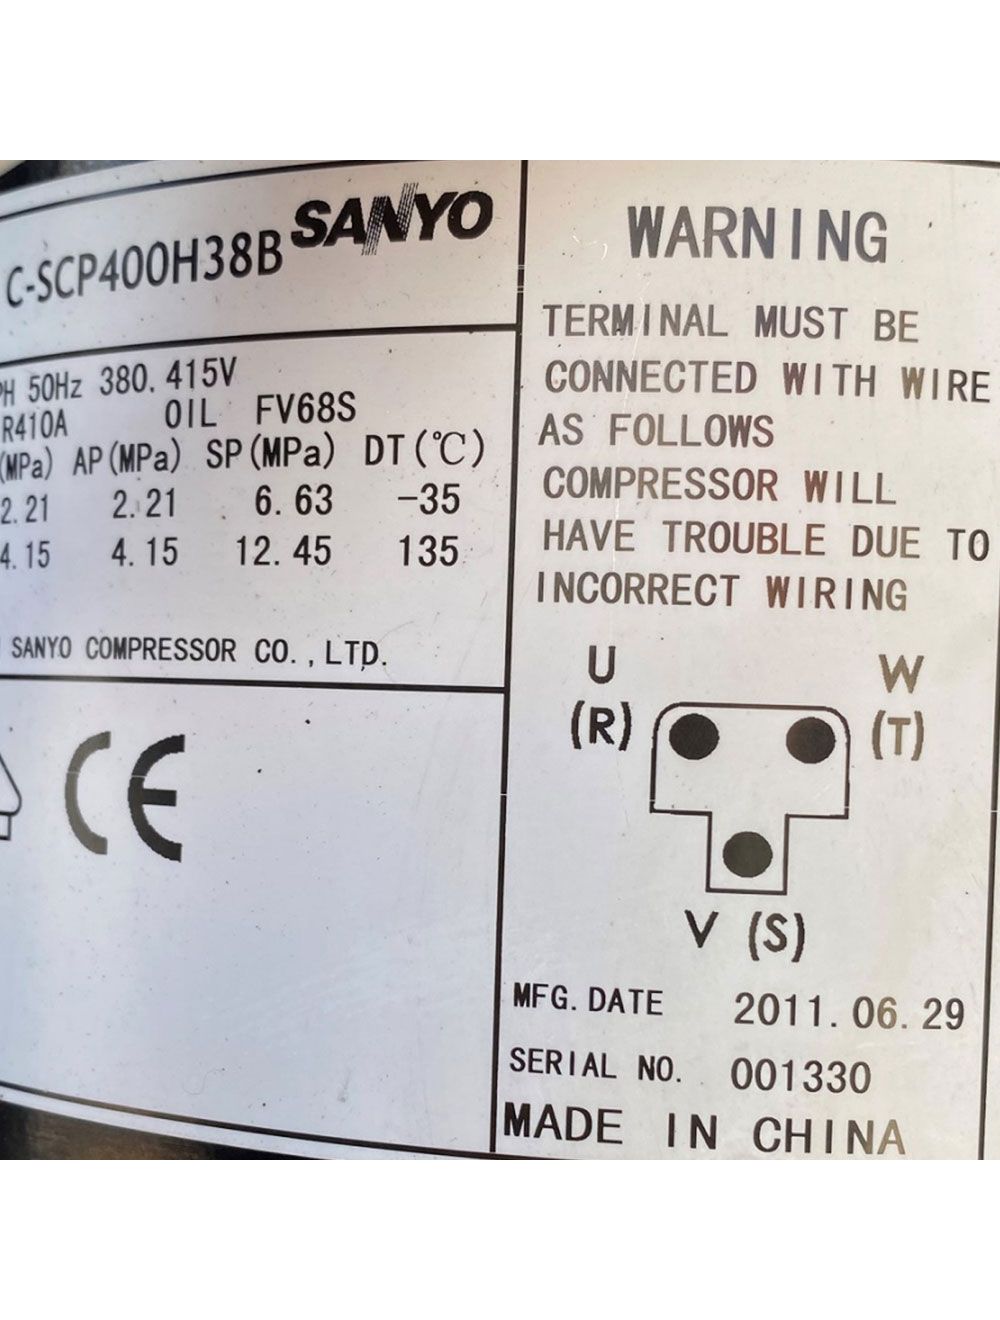 C-SCP400H38B SANYO
PH 50Hz 380. 415V
R410A OIL FV68S
(MPa) AP(MPa) SP(MPa) DT(℃)
2.21 2.21 6.63 -35
4.15 4.15 12.45 135
SANYO COMPRESSOR CO.,LTD.
CE
WARNING
TERMINAL MUST BE
CONNECTED WITH WIRE
AS FOLLOWS
COMPRESSOR WILL
HAVE TROUBLE DUE TO
INCORRECT WIRING
U W
(R) (T)
V (S)
MFG. DATE 2011.06.29
SERIAL NO. 001330
MADE IN CHINA